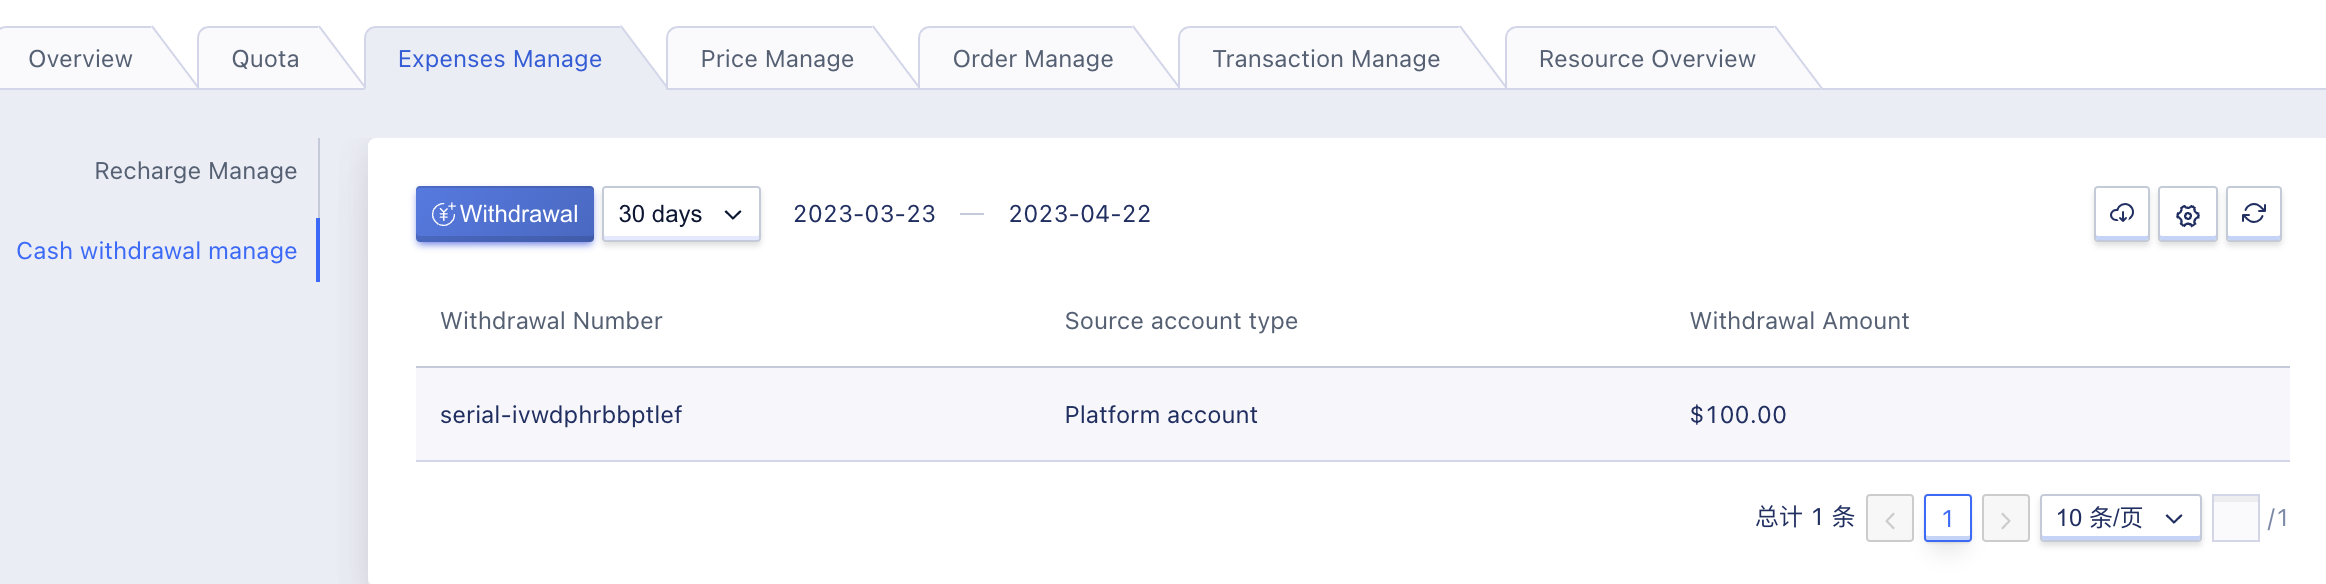 Overview Quota Expenses Manage Price Manage Order Manage Transaction Manage Resource Overview
Recharge Manage
Cash withdrawal manage
Withdrawal 30 days 2023-03-23 — 2023-04-22
Withdrawal Number Source account type Withdrawal Amount
serial-ivwdphrbbptlef Platform account $100.00
总计 1 条 1 10 条/页 /1